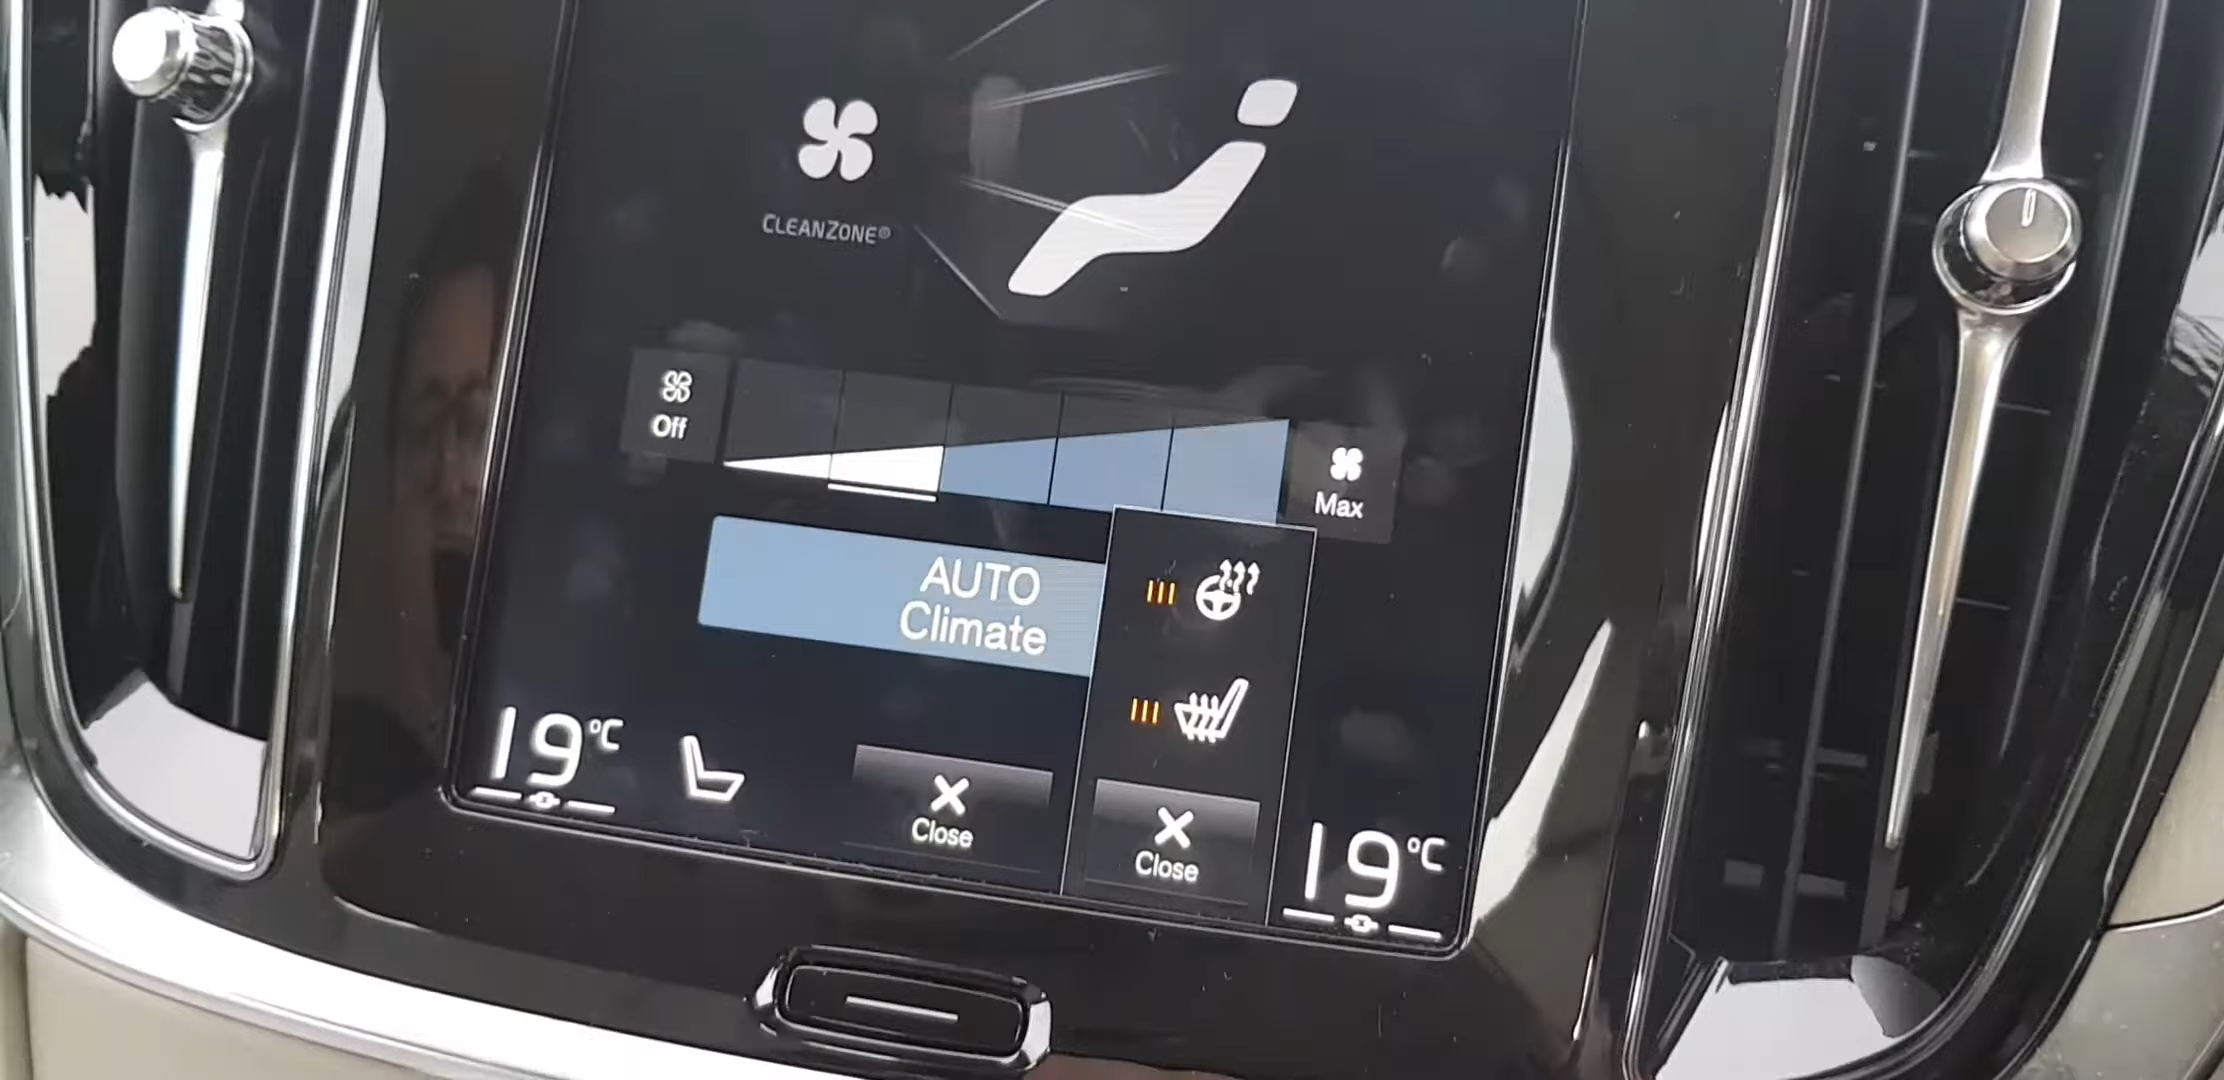 CLEANZONE®
Off
Max
AUTO
Climate
19 °C
Close
Close
19 °C